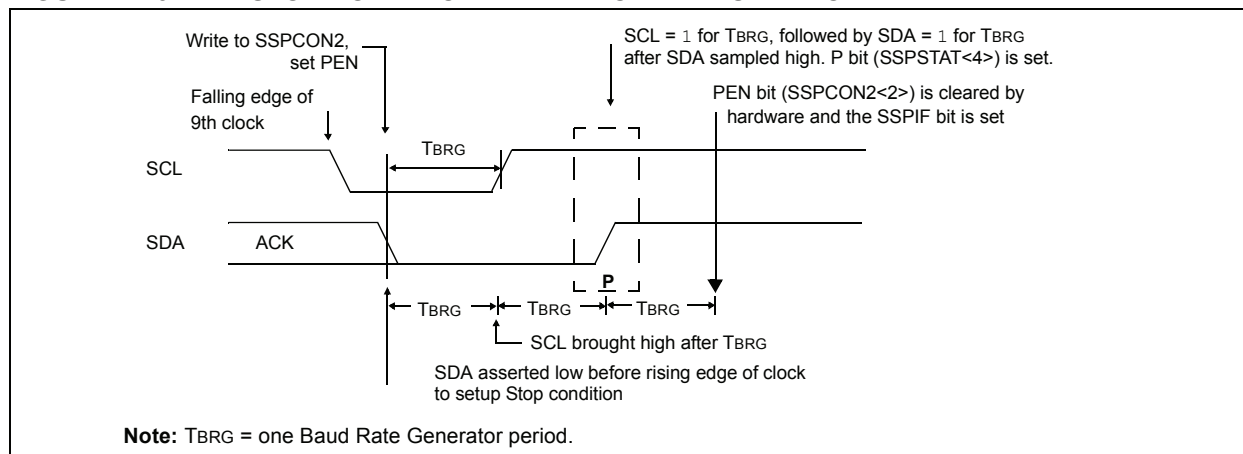 Write to SSPCON2,
set PEN
SCL = 1 for TBRG, followed by SDA = 1 for TBRG
after SDA sampled high. P bit (SSPSTAT<4>) is set.
Falling edge of
9th clock
PEN bit (SSPCON2<2>) is cleared by
hardware and the SSPIF bit is set
TBRG
SCL
SDA
ACK
P
TBRG
TBRG
TBRG
SCL brought high after TBRG
SDA asserted low before rising edge of clock
to setup Stop condition
Note: TBRG = one Baud Rate Generator period.